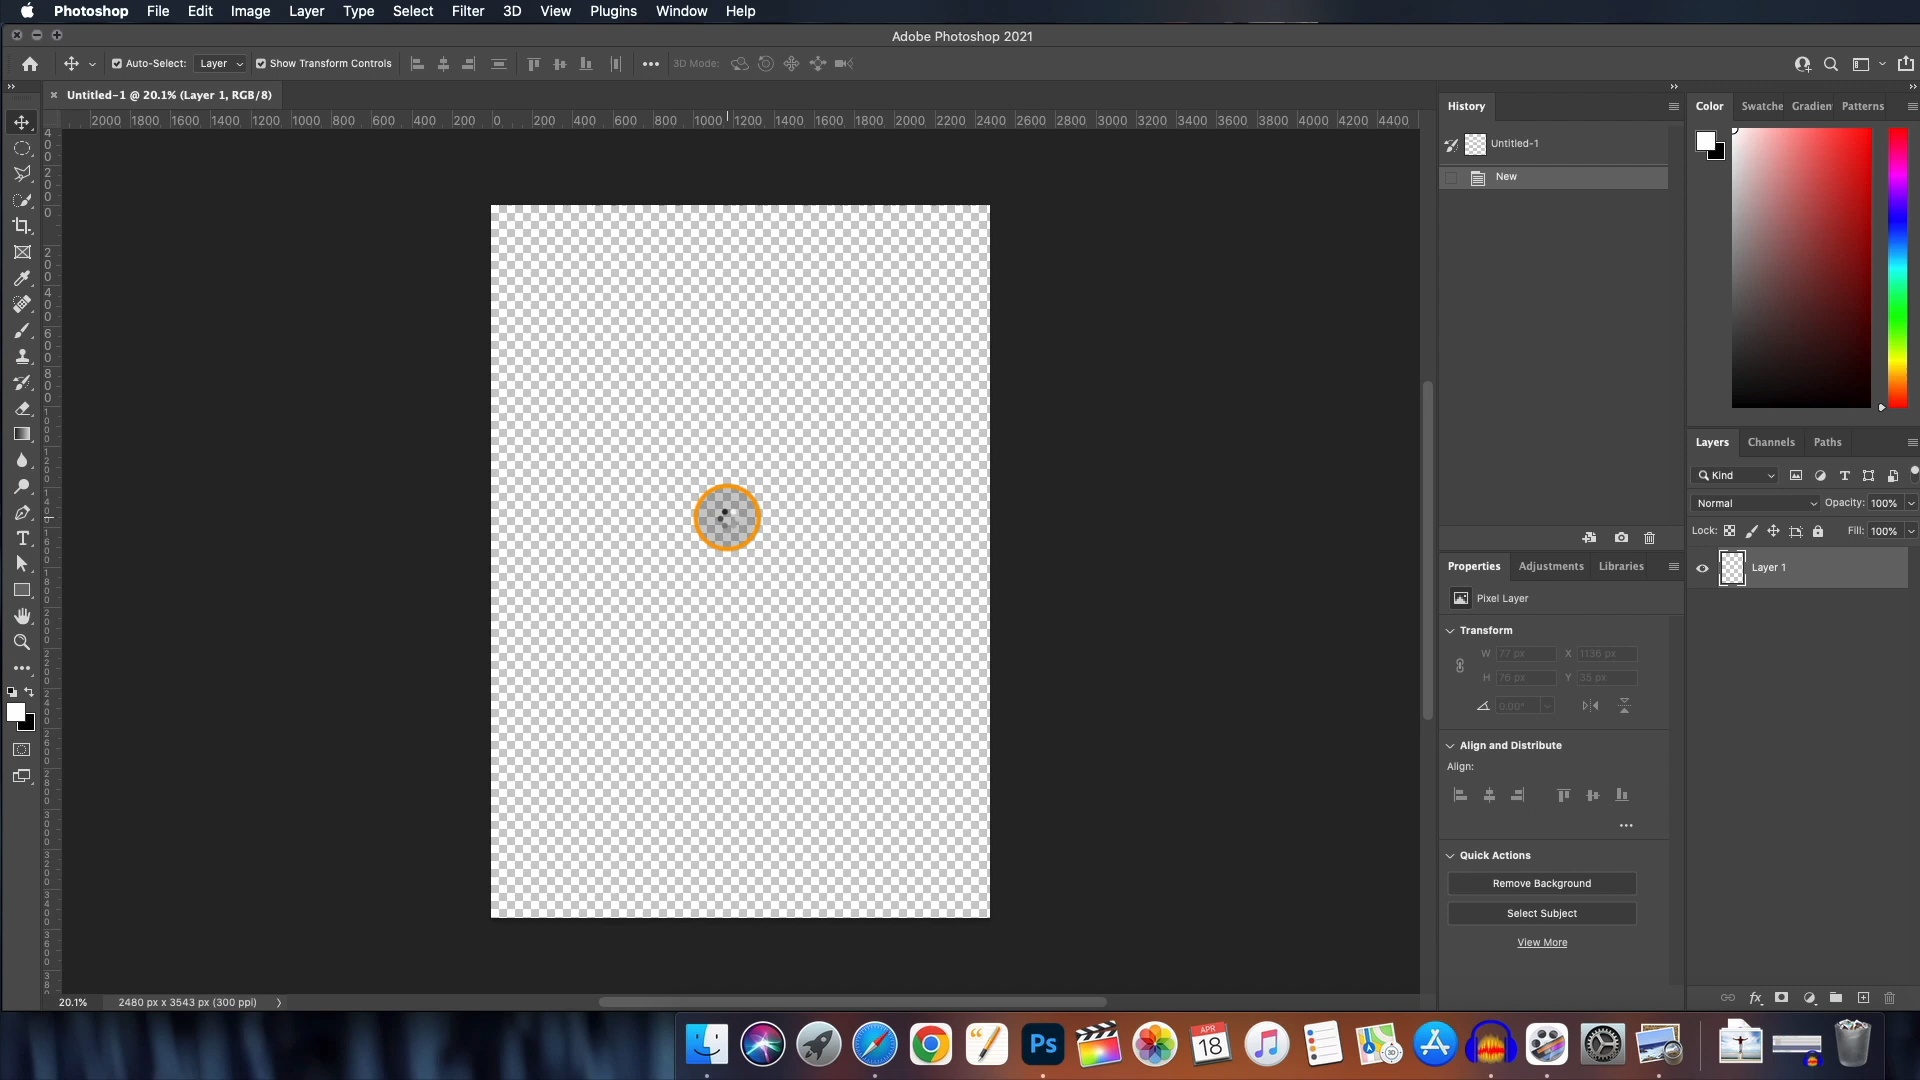 Photoshop File Edit Image Layer Type Select Filter 3D View Plugins Window Help
Adobe Photoshop 2021
Auto-Select: Layer Show Transform Controls 3D Mode:
Untitled-1 @ 20.1% (Layer 1, RGB/8)
2000 1800 1600 1400 1200 1000 800 600 400 200 0 200 400 600 800 1000 1200 1400 1600 1800 2000 2200 2400 2600 2800 3000 3200 3400 3600 3800 4000 4200 4400
History
Untitled-1
New
Color Swatche Gradien Patterns
Layers Channels Paths
Kind
Normal Opacity: 100%
Lock: Fill: 100%
Layer 1
Properties Adjustments Libraries
Pixel Layer
Transform
W 77 px X 1136 px
H 76 px Y 35 px
0.00°
Align and Distribute
Align:
Quick Actions
Remove Background
Select Subject
View More
20.1% 2480 px x 3543 px (300 ppi)
Ps
APR
18
3D